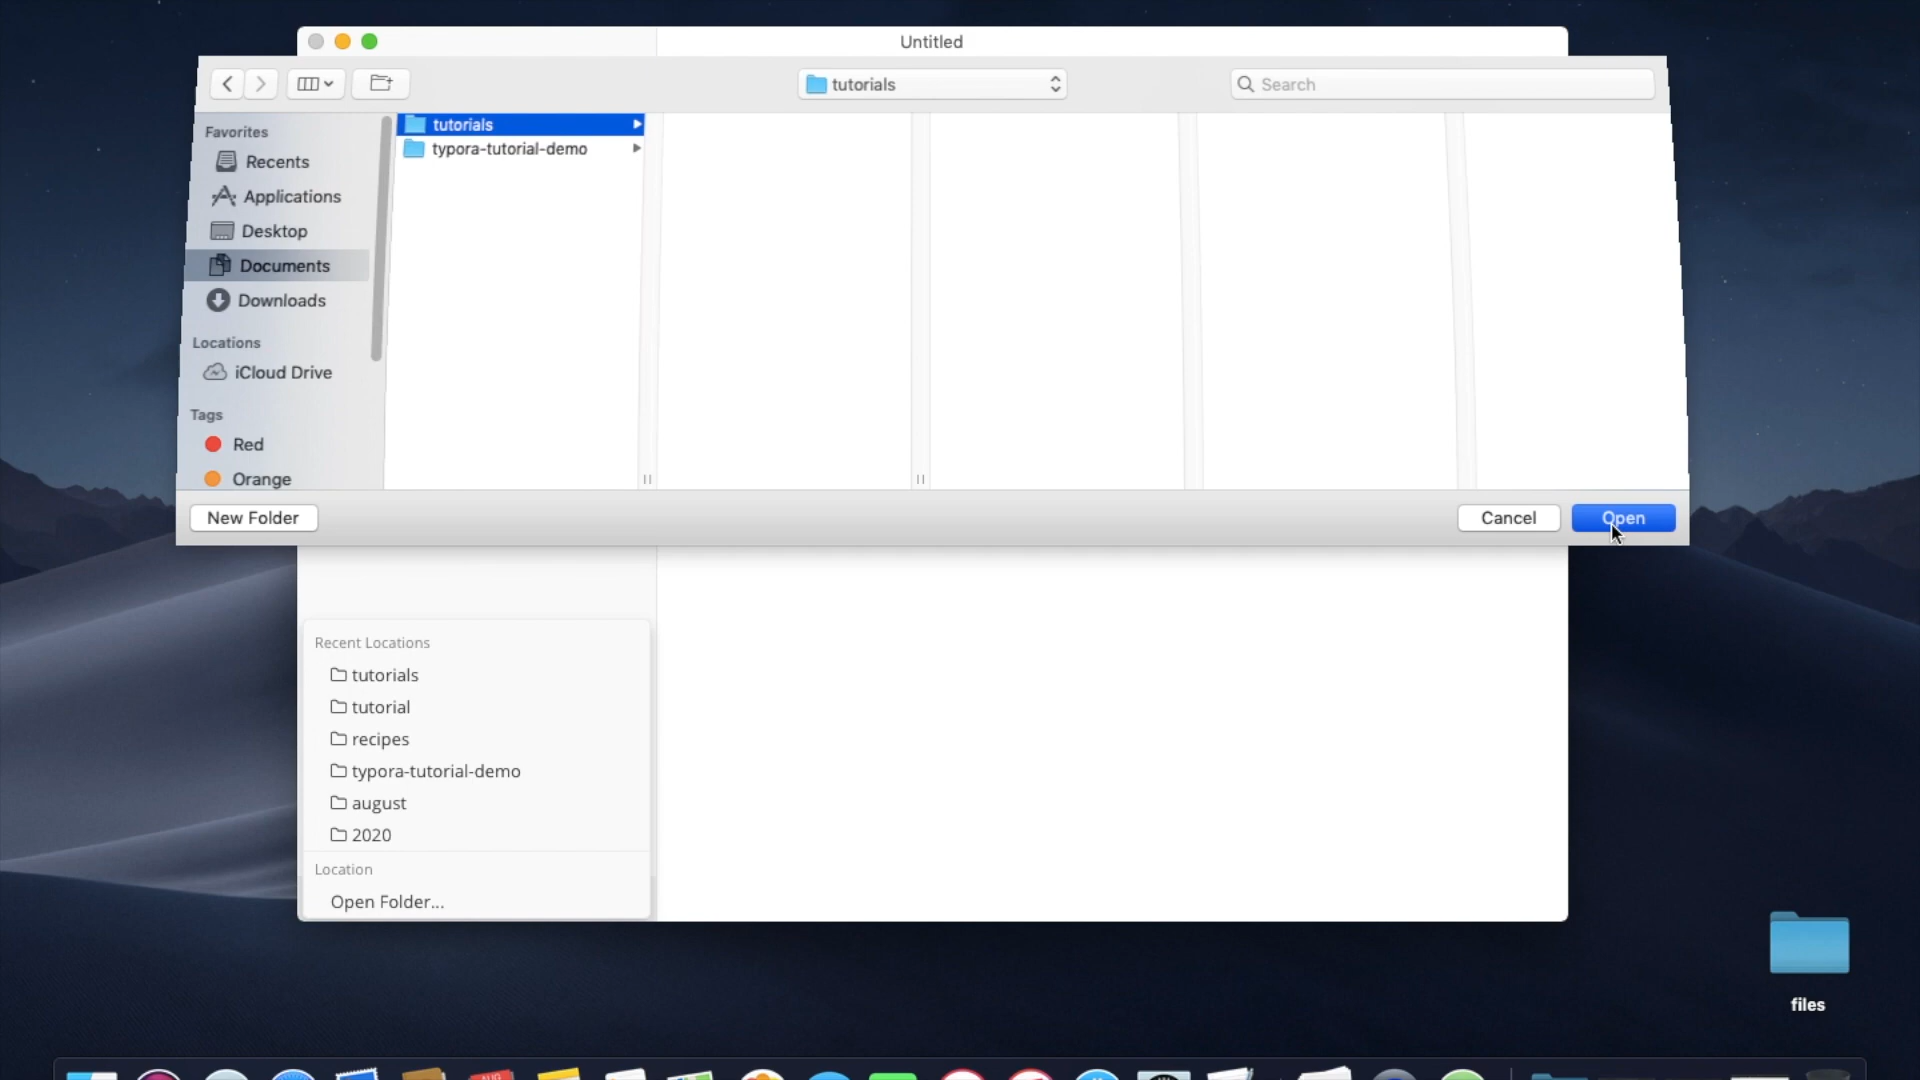 Untitled
tutorials
Search
Favorites
Recents
Applications
Desktop
Documents
Downloads
Locations
iCloud Drive
Tags
Red
Orange
tutorials
typora-tutorial-demo
New Folder
Cancel
Open
Recent Locations
tutorials
tutorial
recipes
typora-tutorial-demo
august
2020
Location
Open Folder...
files
AUG